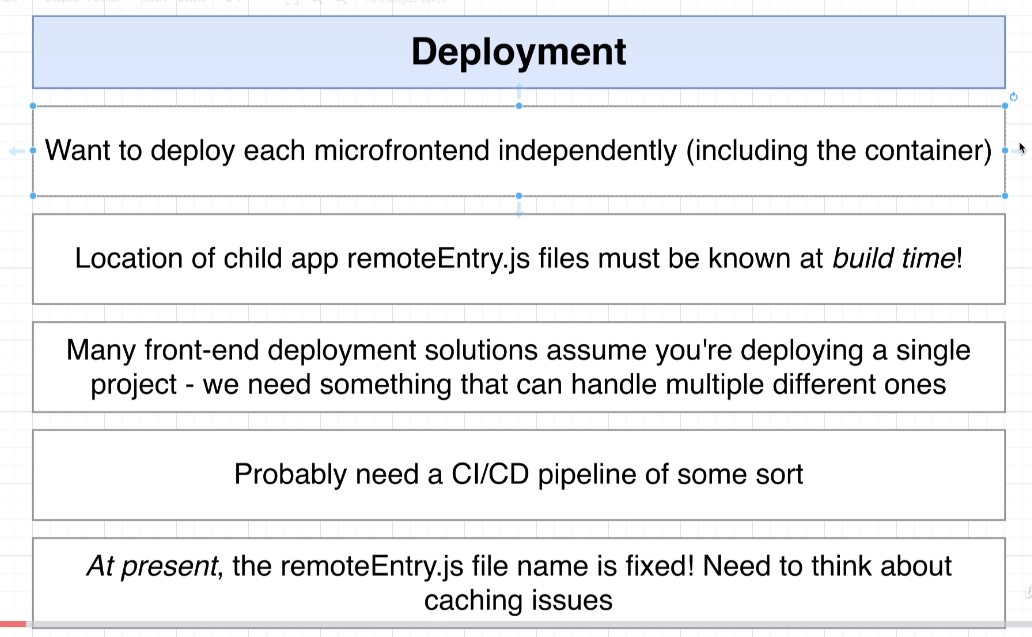 Deployment
Want to deploy each microfrontend independently (including the container)
Location of child app remoteEntry.js files must be known at build time!
Many front-end deployment solutions assume you're deploying a single
project - we need something that can handle multiple different ones
Probably need a CI/CD pipeline of some sort
At present, the remoteEntry.js file name is fixed! Need to think about
caching issues